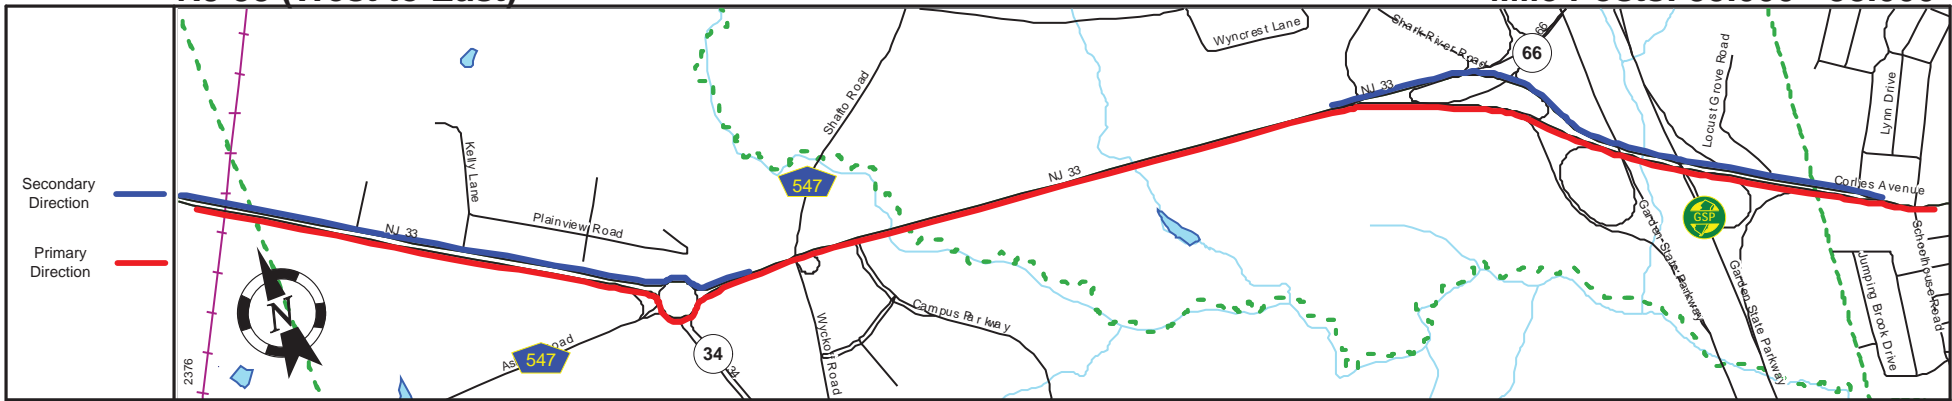 Secondary
Direction
Primary
Direction
2376
NJ 33
Kelly Lane
Plainview Road
547
34
34
547
Shafto Road
Wyckoff Road
Campus Parkway
NJ 33
Wyncrest Lane
Shark River Road
NJ 33
66
66
Locust Grove Road
Lynn Drive
Corlies Avenue
GSP
Garden State Parkway
Garden State Parkway
Jumping Brook Drive
Schoolhouse Road